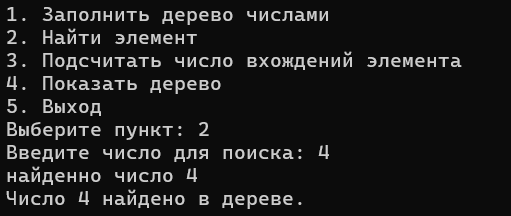 1. Заполнить дерево числами
2. Найти элемент
3. Подсчитать число вхождений элемента
4. Показать дерево
5. Выход
Выберите пункт: 2
Введите число для поиска: 4
найденно число 4
Число 4 найдено в дереве.